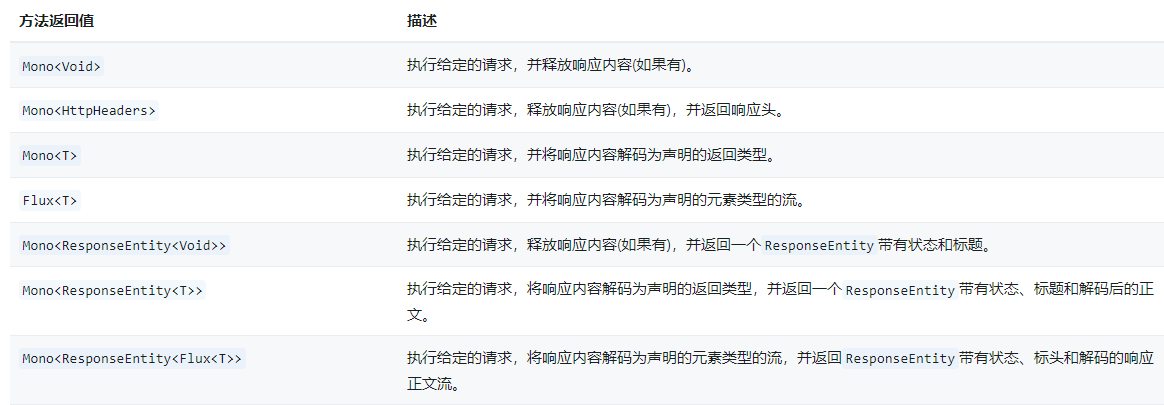 方法返回值 描述
Mono<Void> 执行给定的请求，并释放响应内容(如果有)。
Mono<HttpHeaders> 执行给定的请求，释放响应内容(如果有)，并返回响应头。
Mono<T> 执行给定的请求，并将响应内容解码为声明的返回类型。
Flux<T> 执行给定的请求，并将响应内容解码为声明的元素类型的流。
Mono<ResponseEntity<Void>> 执行给定的请求，释放响应内容(如果有)，并返回一个 ResponseEntity 带有状态和标题。
Mono<ResponseEntity<T>> 执行给定的请求，将响应内容解码为声明的返回类型，并返回一个 ResponseEntity 带有状态、标题和解码后的正
文。
Mono<ResponseEntity<Flux<T>> 执行给定的请求，将响应内容解码为声明的元素类型的流，并返回 ResponseEntity 带有状态、标头和解码的响应
正文流。